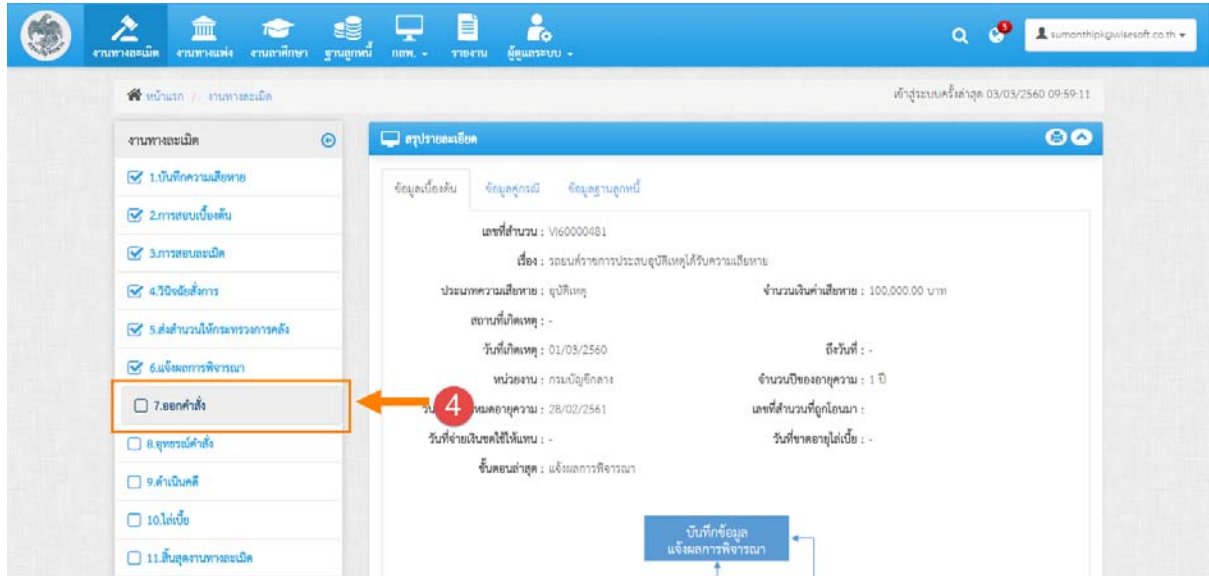 งานทางละเมิด งานทางแพ่ง งานลาศึกษา ฐานลูกหนี้ กลพ. รายงาน ผู้ดูแลระบบ
sumonthipk@wisesoft.co.th
หน้าแรก / งานทางละเมิด
เข้าสู่ระบบครั้งล่าสุด 03/03/2560 09:59:11
งานทางละเมิด
1.บันทึกความเสียหาย
2.การสอบเบื้องต้น
3.การสอบละเมิด
4.วินิจฉัยสั่งการ
5.ส่งสำนวนให้กระทรวงการคลัง
6.แจ้งผลการพิจารณา
7.ออกคำสั่ง
4
8.อุทธรณ์คำสั่ง
9.ดำเนินคดี
10.ไล่เบี้ย
11.สิ้นสุดงานทางละเมิด
สรุปรายละเอียด
ข้อมูลเบื้องต้น ข้อมูลคู่กรณี ข้อมูลฐานลูกหนี้
เลขที่สำนวน : VI60000481
เรื่อง : รถยนต์ราชการประสบอุบัติเหตุได้รับความเสียหาย
ประเภทความเสียหาย : อุบัติเหตุ จำนวนเงินค่าเสียหาย : 100,000.00 บาท
สถานที่เกิดเหตุ : -
วันที่เกิดเหตุ : 01/03/2560 ถึงวันที่ : -
หน่วยงาน : กรมบัญชีกลาง จำนวนปีของอายุความ : 1 ปี
หมดอายุความ : 28/02/2561 เลขที่สำนวนที่ถูกโอนมา :
วันที่จ่ายเงินชดใช้ให้แทน : - วันที่ขาดอายุไล่เบี้ย : -
ขั้นตอนล่าสุด : แจ้งผลการพิจารณา
บันทึกข้อมูล
แจ้งผลการพิจารณา